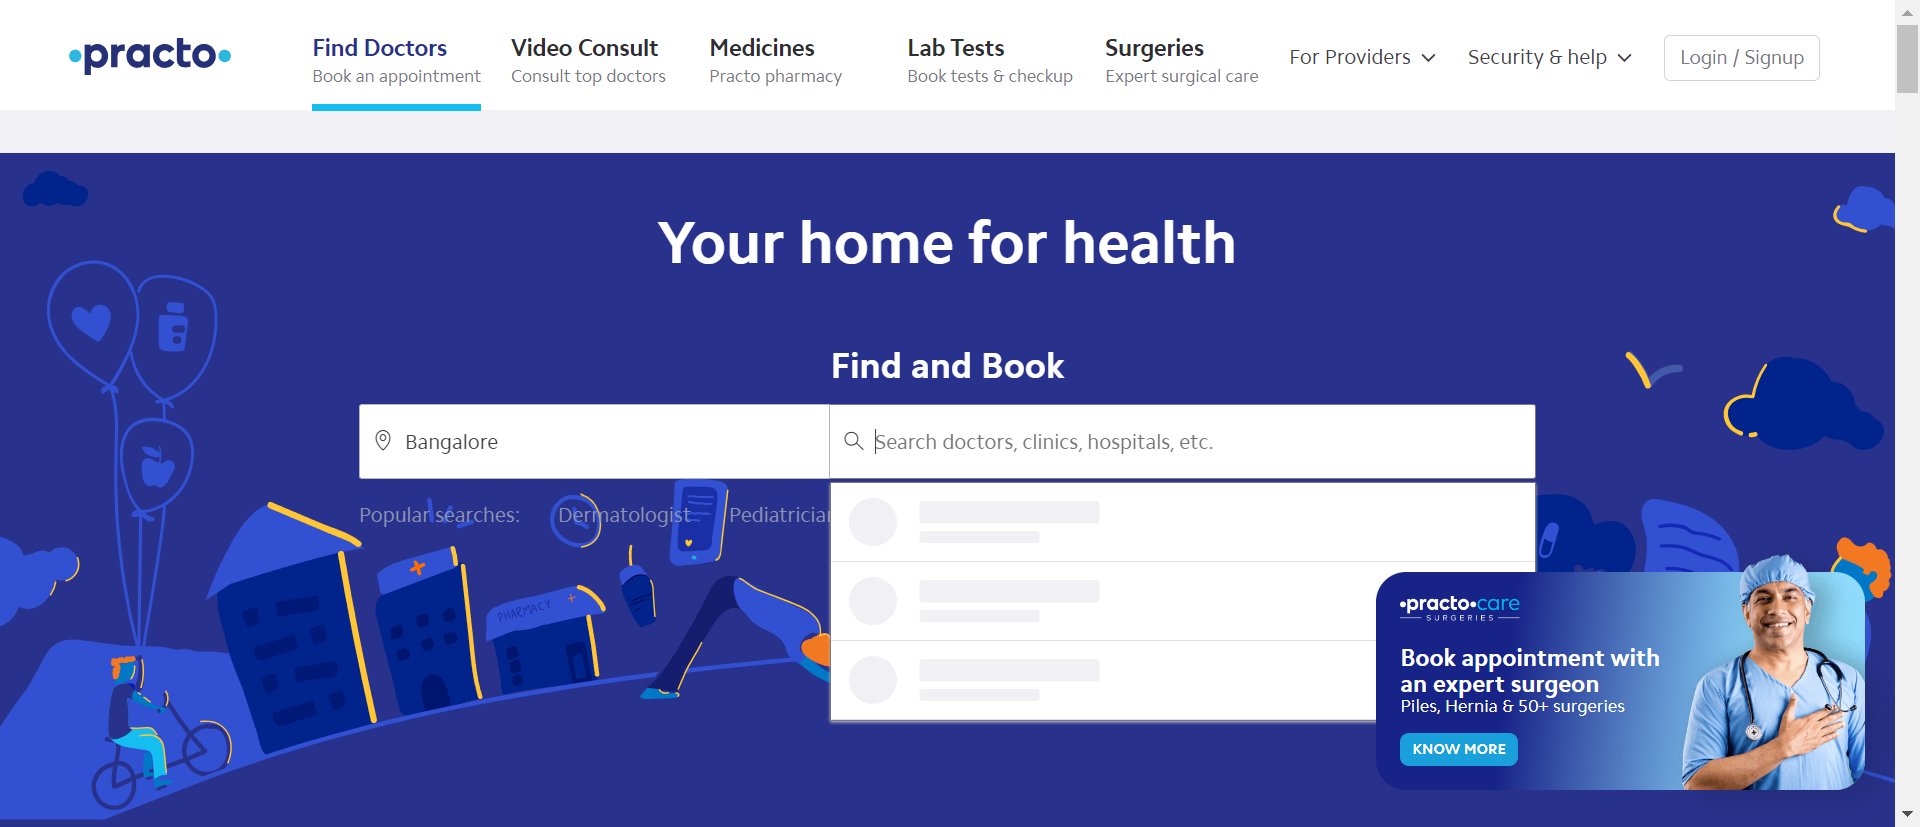 practo
Find Doctors
Book an appointment
Video Consult
Consult top doctors
Medicines
Practo pharmacy
Lab Tests
Book tests & checkup
Surgeries
Expert surgical care
For Providers
Security & help
Login / Signup
Your home for health
Find and Book
Bangalore
Search doctors, clinics, hospitals, etc.
Popular searches:
Dermatologist
Pediatrician
PHARMACY
practo care
SURGERIES
Book appointment with
an expert surgeon
Piles, Hernia & 50+ surgeries
KNOW MORE